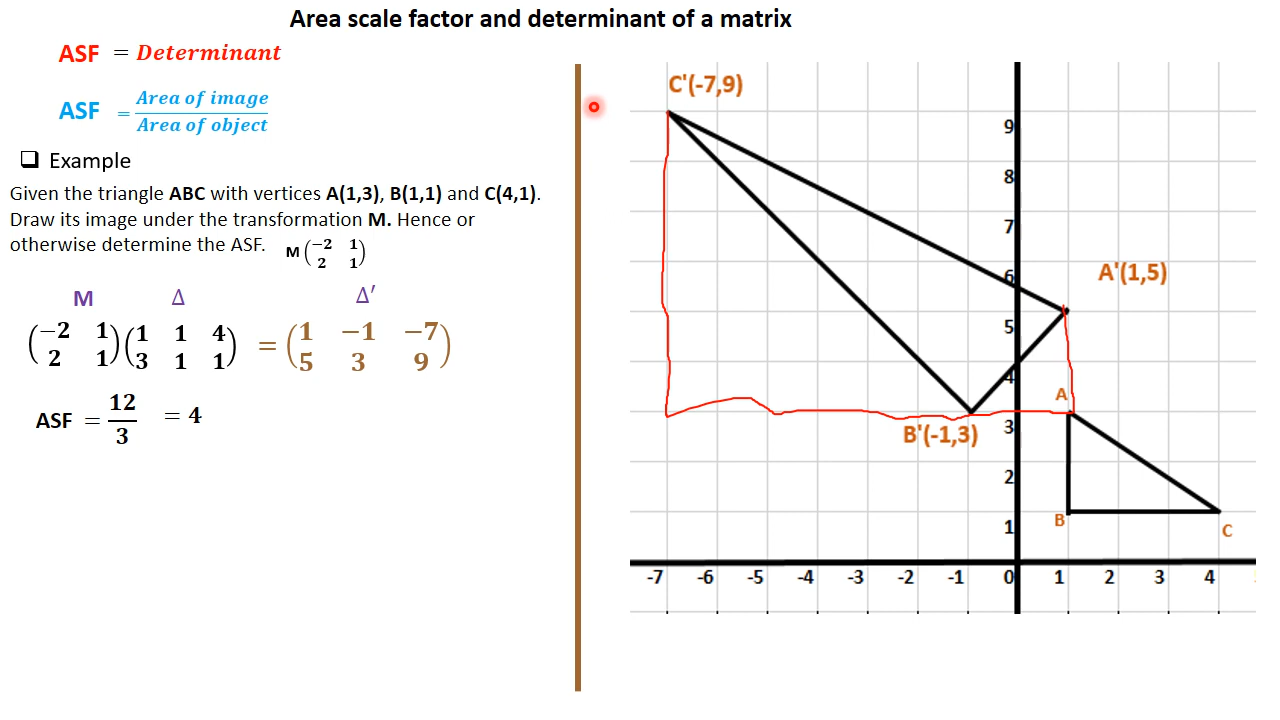 Area scale factor and determinant of a matrix
ASF = Determinant
ASF = Area of image / Area of object
❑ Example
Given the triangle ABC with vertices A(1,3), B(1,1) and C(4,1).
Draw its image under the transformation M. Hence or
otherwise determine the ASF. M (−2 1
2 1)
M Δ Δ′
(−2 1 (1 1 4 = (1 −1 −7
2 1) 3 1 1) 5 3 9)
ASF = 12/3 = 4
C'(-7,9)
9
8
7
6
A'(1,5)
5
4
A
B'(-1,3)
3
2
B
1
C
-7 -6 -5 -4 -3 -2 -1 0 1 2 3 4